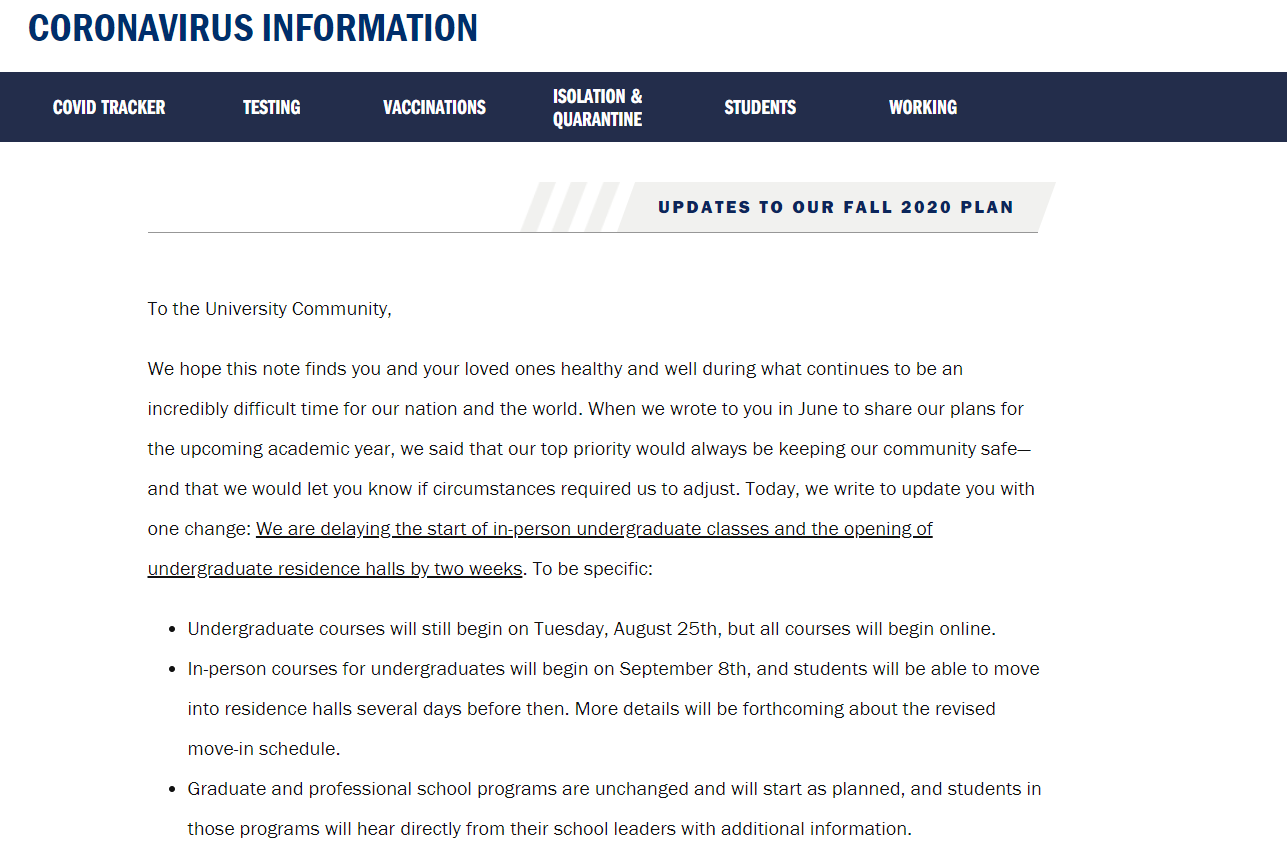 CORONAVIRUS INFORMATION
COVID TRACKER
TESTING
VACCINATIONS
ISOLATION &
QUARANTINE
STUDENTS
WORKING
UPDATES TO OUR FALL 2020 PLAN
To the University Community,
We hope this note finds you and your loved ones healthy and well during what continues to be an
incredibly difficult time for our nation and the world. When we wrote to you in June to share our plans for
the upcoming academic year, we said that our top priority would always be keeping our community safe—
and that we would let you know if circumstances required us to adjust. Today, we write to update you with
one change: We are delaying the start of in-person undergraduate classes and the opening of
undergraduate residence halls by two weeks. To be specific:
• Undergraduate courses will still begin on Tuesday, August 25th, but all courses will begin online.
• In-person courses for undergraduates will begin on September 8th, and students will be able to move
into residence halls several days before then. More details will be forthcoming about the revised
move-in schedule.
• Graduate and professional school programs are unchanged and will start as planned, and students in
those programs will hear directly from their school leaders with additional information.